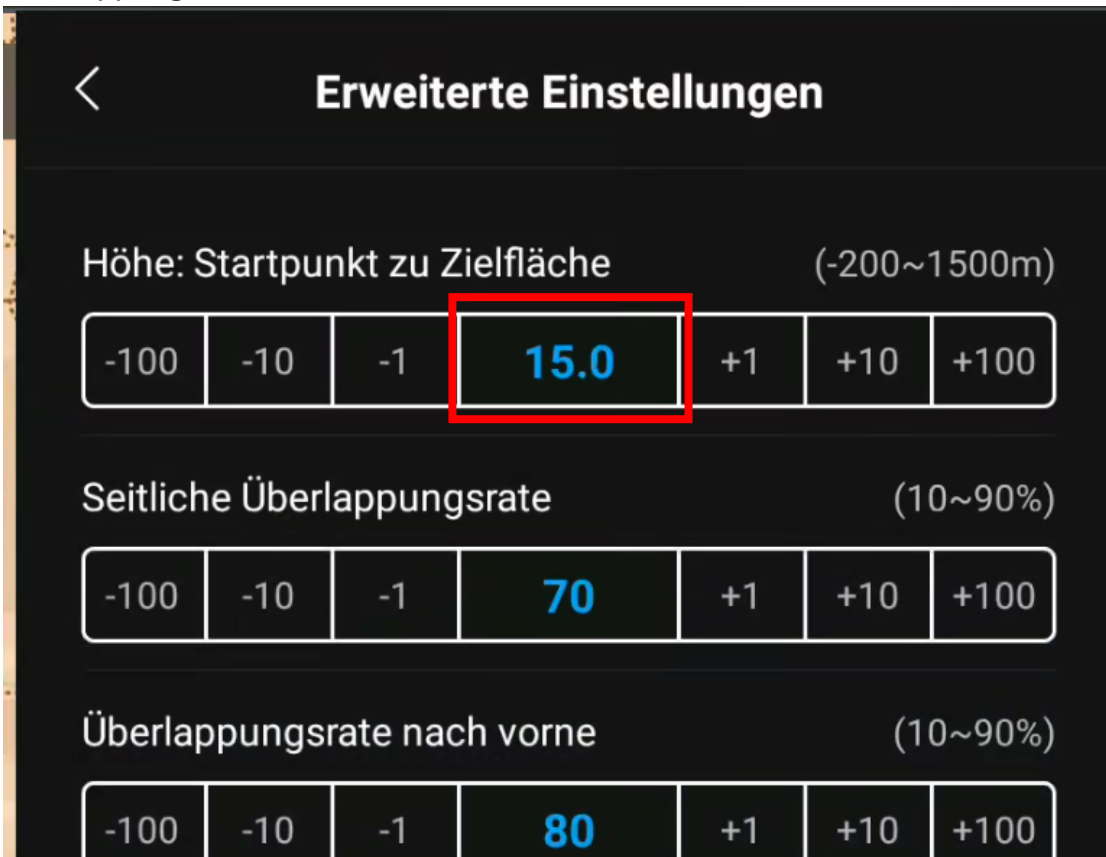 Erweiterte Einstellungen
Höhe: Startpunkt zu Zielfläche (-200~1500m)
-100 -10 -1 15.0 +1 +10 +100
Seitliche Überlappungsrate (10~90%)
-100 -10 -1 70 +1 +10 +100
Überlappungsrate nach vorne (10~90%)
-100 -10 -1 80 +1 +10 +100